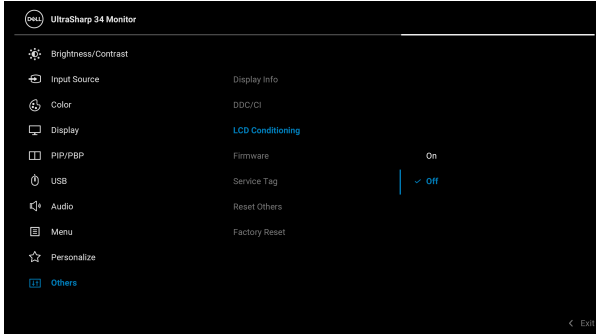 DELL UltraSharp 34 Monitor
Brightness/Contrast
Input Source
Display Info
Color
DDC/CI
Display
LCD Conditioning
PIP/PBP
Firmware
On
USB
Service Tag
Off
Audio
Reset Others
Menu
Factory Reset
Personalize
Others
Exit